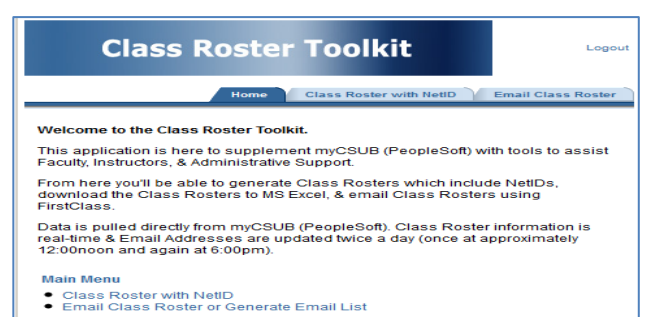 Class Roster Toolkit
Logout
Home Class Roster with NetID Email Class Roster
Welcome to the Class Roster Toolkit.
This application is here to supplement myCSUB (PeopleSoft) with tools to assist
Faculty, Instructors, & Administrative Support.
From here you'll be able to generate Class Rosters which include NetIDs,
download the Class Rosters to MS Excel, & email Class Rosters using
FirstClass.
Data is pulled directly from myCSUB (PeopleSoft). Class Roster information is
real-time & Email Addresses are updated twice a day (once at approximately
12:00noon and again at 6:00pm).
Main Menu
• Class Roster with NetID
• Email Class Roster or Generate Email List